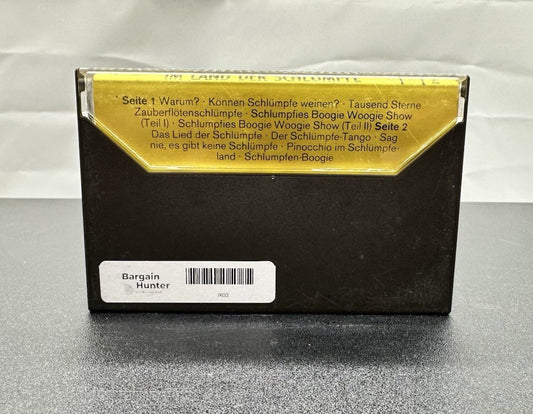 IM LAND DER SCHLÜMPFE
Seite 1 Warum? · Können Schlümpfe weinen? · Tausend Sterne
Zauberflötenschlümpfe · Schlumpfies Boogie Woogie Show
(Teil I) · Schlumpfies Boogie Woogie Show (Teil II) Seite 2
Das Lied der Schlümpfe · Der Schlümpfe-Tango · Sag
nie, es gibt keine Schlümpfe · Pinocchio im Schlümpfe-
land · Schlumpfen-Boogie
Bargain
Hunter